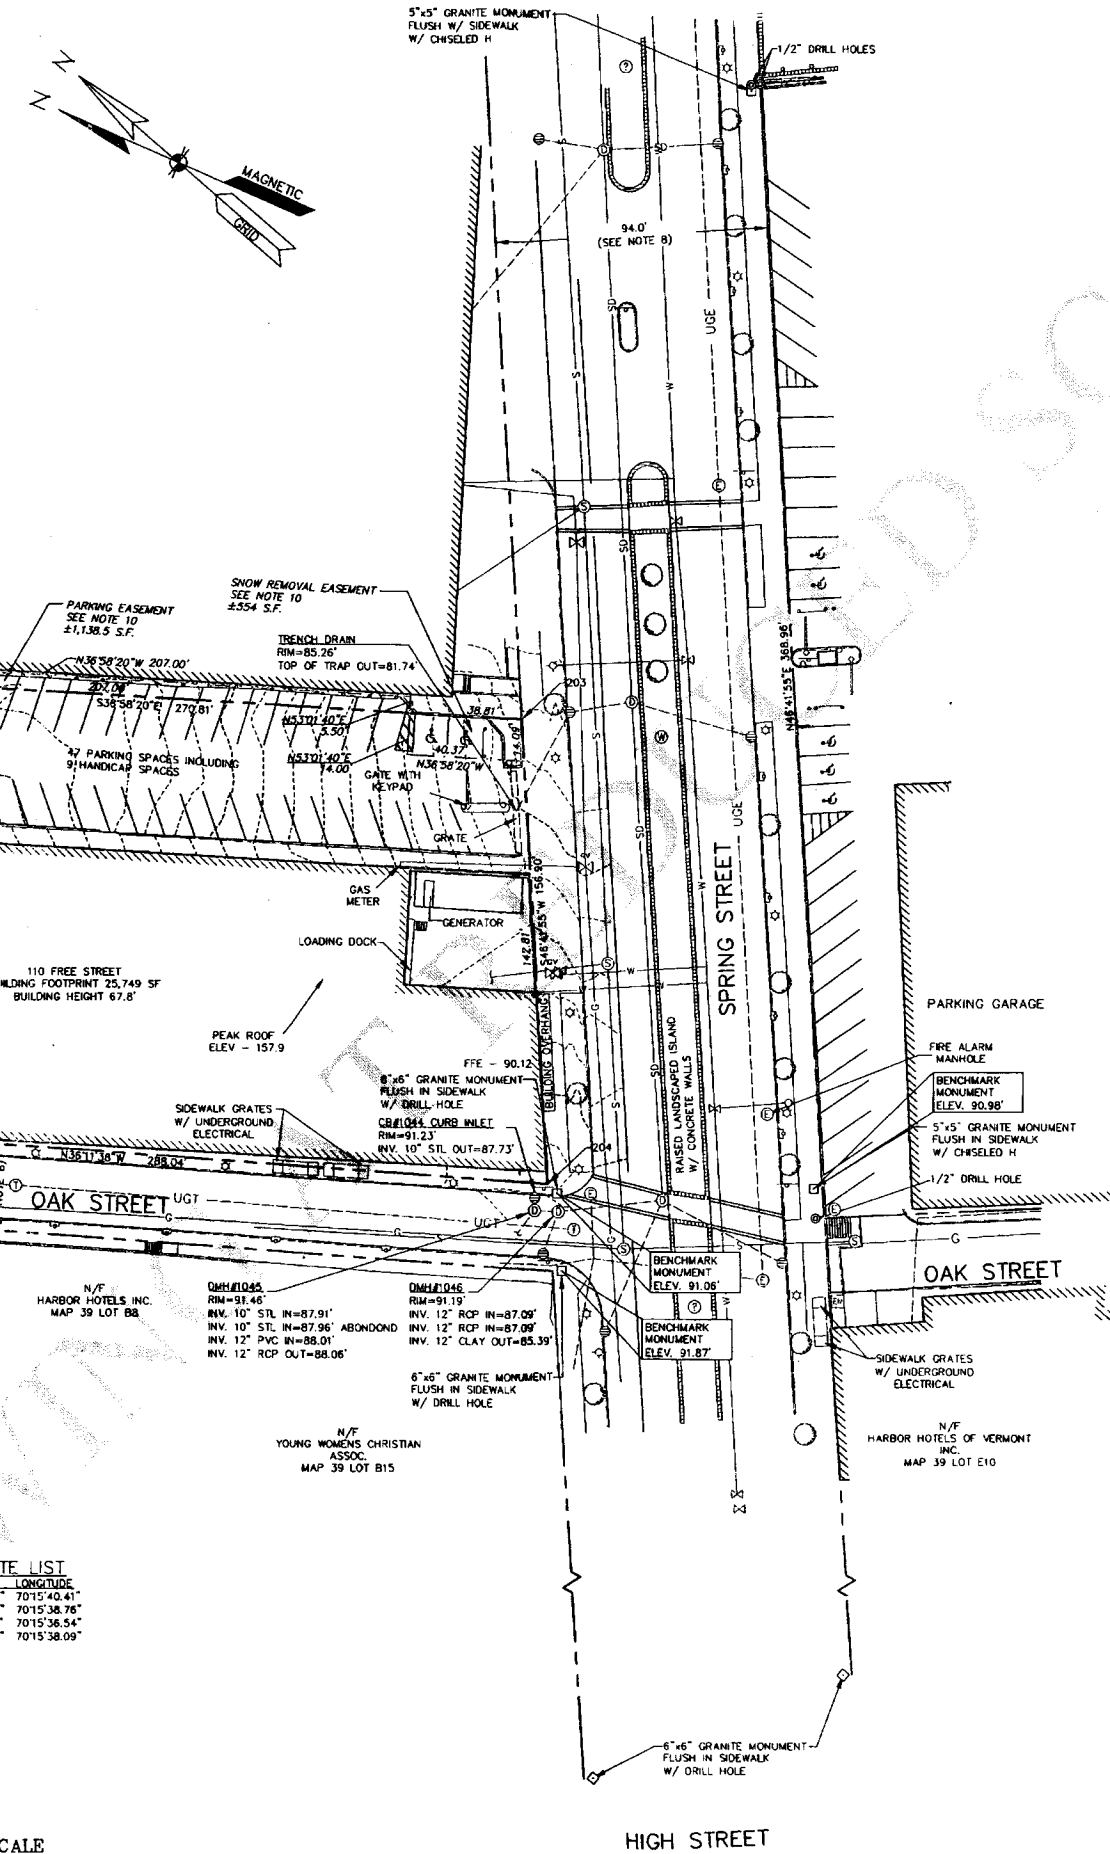 5"x5" GRANITE MONUMENT
FLUSH W/ SIDEWALK
W/ CHISELED H
1/2" DRILL HOLES
N
N
MAGNETIC
GRID
94.0'
(SEE NOTE 8)
UGE
SNOW REMOVAL EASEMENT
SEE NOTE 10
±554 S.F.
PARKING EASEMENT
SEE NOTE 10
±1,138.5 S.F.
TRENCH DRAIN
RIM=85.26'
TOP OF TRAP OUT=81.74'
N36°58'20"W 207.00'
S36°58'20"E 270.81
203
38.81'
N53°01'40"E
5.50'
40.37
N36°58'20"W
N53°01'40"E
14.00
14.09'
N46°41'55"E 368.96'
47 PARKING SPACES INCLUDING
9 HANDICAP SPACES
GATE WITH
KEYPAD
GRATE
UGE
GAS
METER
GENERATOR
LOADING DOCK
S46°41'55"W 156.90'
142.81'
SPRING STREET
110 FREE STREET
ILDING FOOTPRINT 25,749 SF
BUILDING HEIGHT 67.8'
PEAK ROOF
ELEV - 157.9
PARKING GARAGE
FIRE ALARM
MANHOLE
FFE - 90.12
BUILDING OVERHANG
RAISED LANDSCAPED ISLAND
W/ CONCRETE WALLS
6"x6" GRANITE MONUMENT
FLUSH IN SIDEWALK
W/ DRILL HOLE
BENCHMARK
MONUMENT
ELEV. 90.98'
SIDEWALK GRATES
W/ UNDERGROUND
ELECTRICAL
CB#1044 CURB INLET
RIM=91.23'
INV. 10" STL OUT=87.73'
5"x5" GRANITE MONUMENT
FLUSH IN SIDEWALK
W/ CHISELED H
204
1/2" DRILL HOLE
N36°11'38"W 288.04'
OAK STREET
UGT
UGT
BENCHMARK
MONUMENT
ELEV. 91.06'
OAK STREET
N/F
HARBOR HOTELS INC.
MAP 39 LOT B8
DMH#1045
RIM=91.46'
INV. 10" STL IN=87.91'
INV. 10" STL IN=87.96' ABONDOND
INV. 12" PVC IN=88.01'
INV. 12" RCP OUT=88.06'
DMH#1046
RIM=91.19'
INV. 12" RCP IN=87.09'
INV. 12" RCP IN=87.09'
INV. 12" CLAY OUT=85.39'
BENCHMARK
MONUMENT
ELEV. 91.87'
SIDEWALK GRATES
W/ UNDERGROUND
ELECTRICAL
6"x6" GRANITE MONUMENT
FLUSH IN SIDEWALK
W/ DRILL HOLE
N/F
YOUNG WOMENS CHRISTIAN
ASSOC.
MAP 39 LOT B15
N/F
HARBOR HOTELS OF VERMONT
INC.
MAP 39 LOT E10
TE LIST
LONGITUDE
70°15'40.41"
70°15'38.76"
70°15'36.54"
70°15'38.09"
6"x6" GRANITE MONUMENT
FLUSH IN SIDEWALK
W/ DRILL HOLE
HIGH STREET
CALE